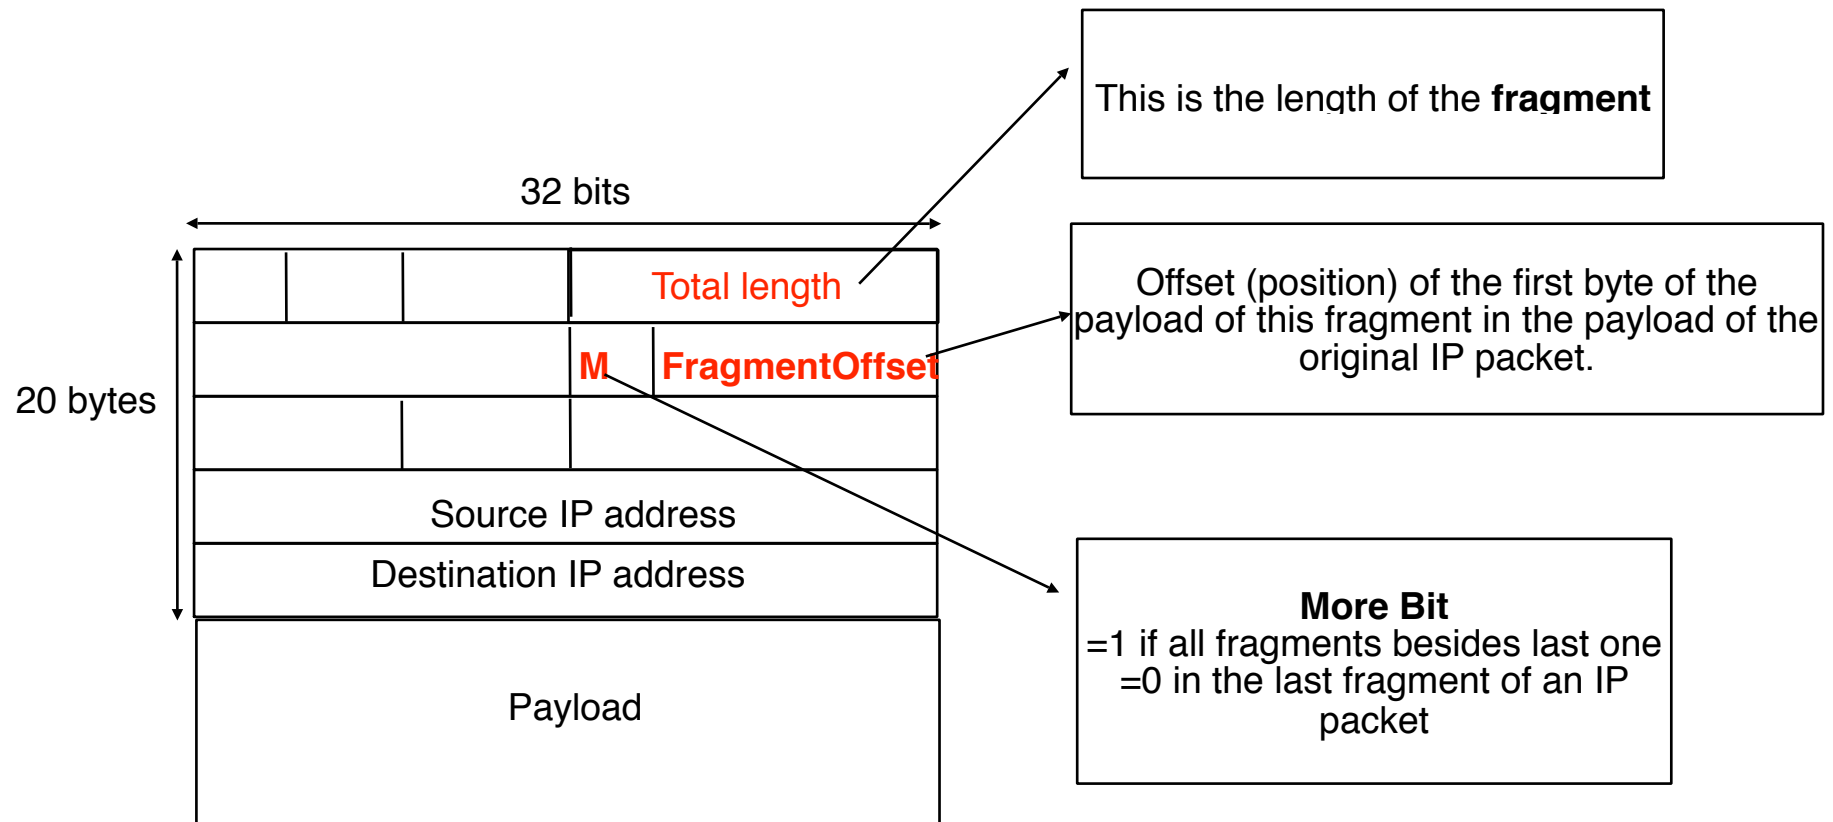 This is the length of the fragment
32 bits
Total length
Offset (position) of the first byte of the
payload of this fragment in the payload of the
original IP packet.
M
FragmentOffset
20 bytes
Source IP address
Destination IP address
More Bit
=1 if all fragments besides last one
=0 in the last fragment of an IP
packet
Payload